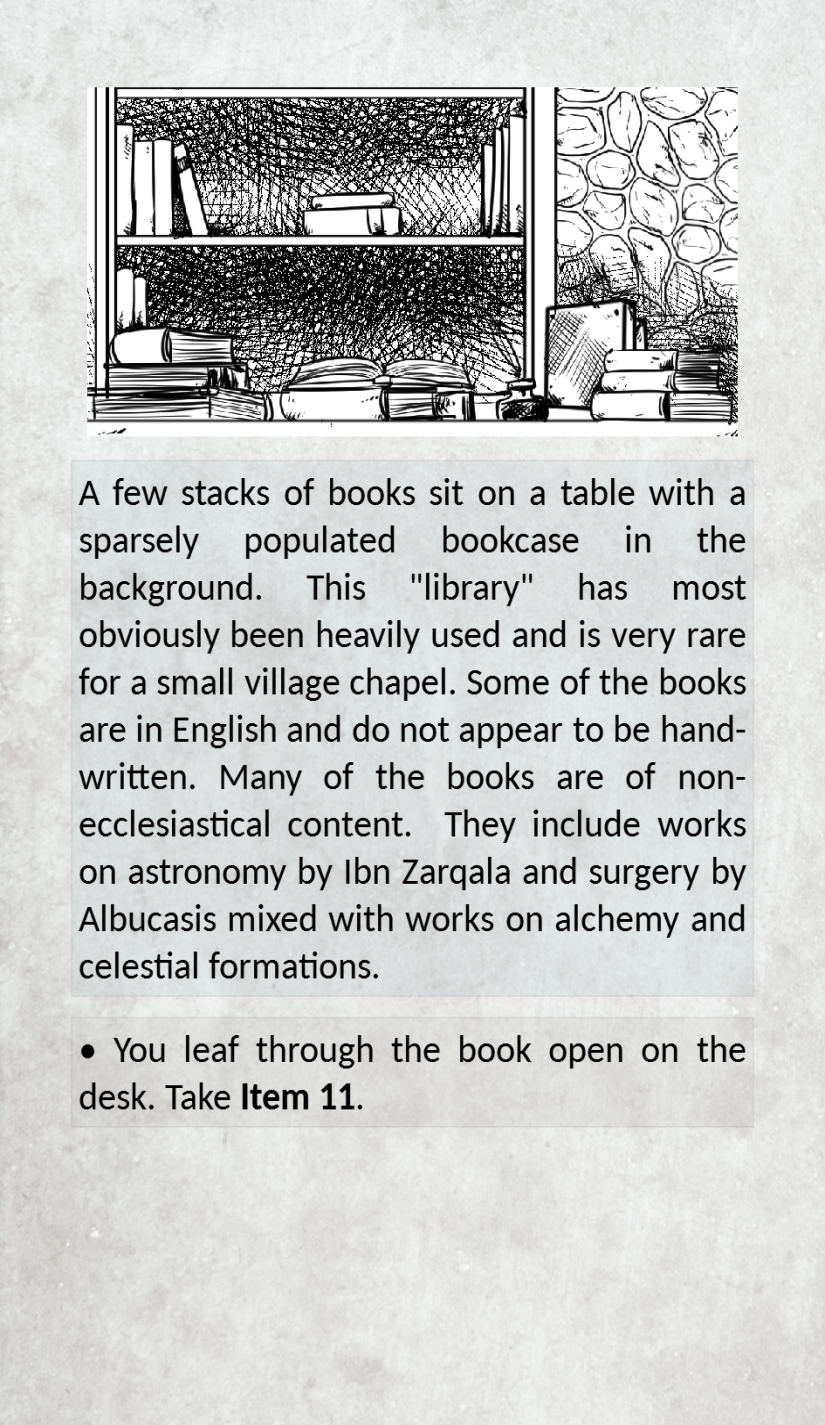 A few stacks of books sit on a table with a
sparsely populated bookcase in the
background. This "library" has most
obviously been heavily used and is very rare
for a small village chapel. Some of the books
are in English and do not appear to be hand-
written. Many of the books are of non-
ecclesiastical content.  They include works
on astronomy by Ibn Zarqala and surgery by
Albucasis mixed with works on alchemy and
celestial formations.
• You leaf through the book open on the
desk. Take Item 11.